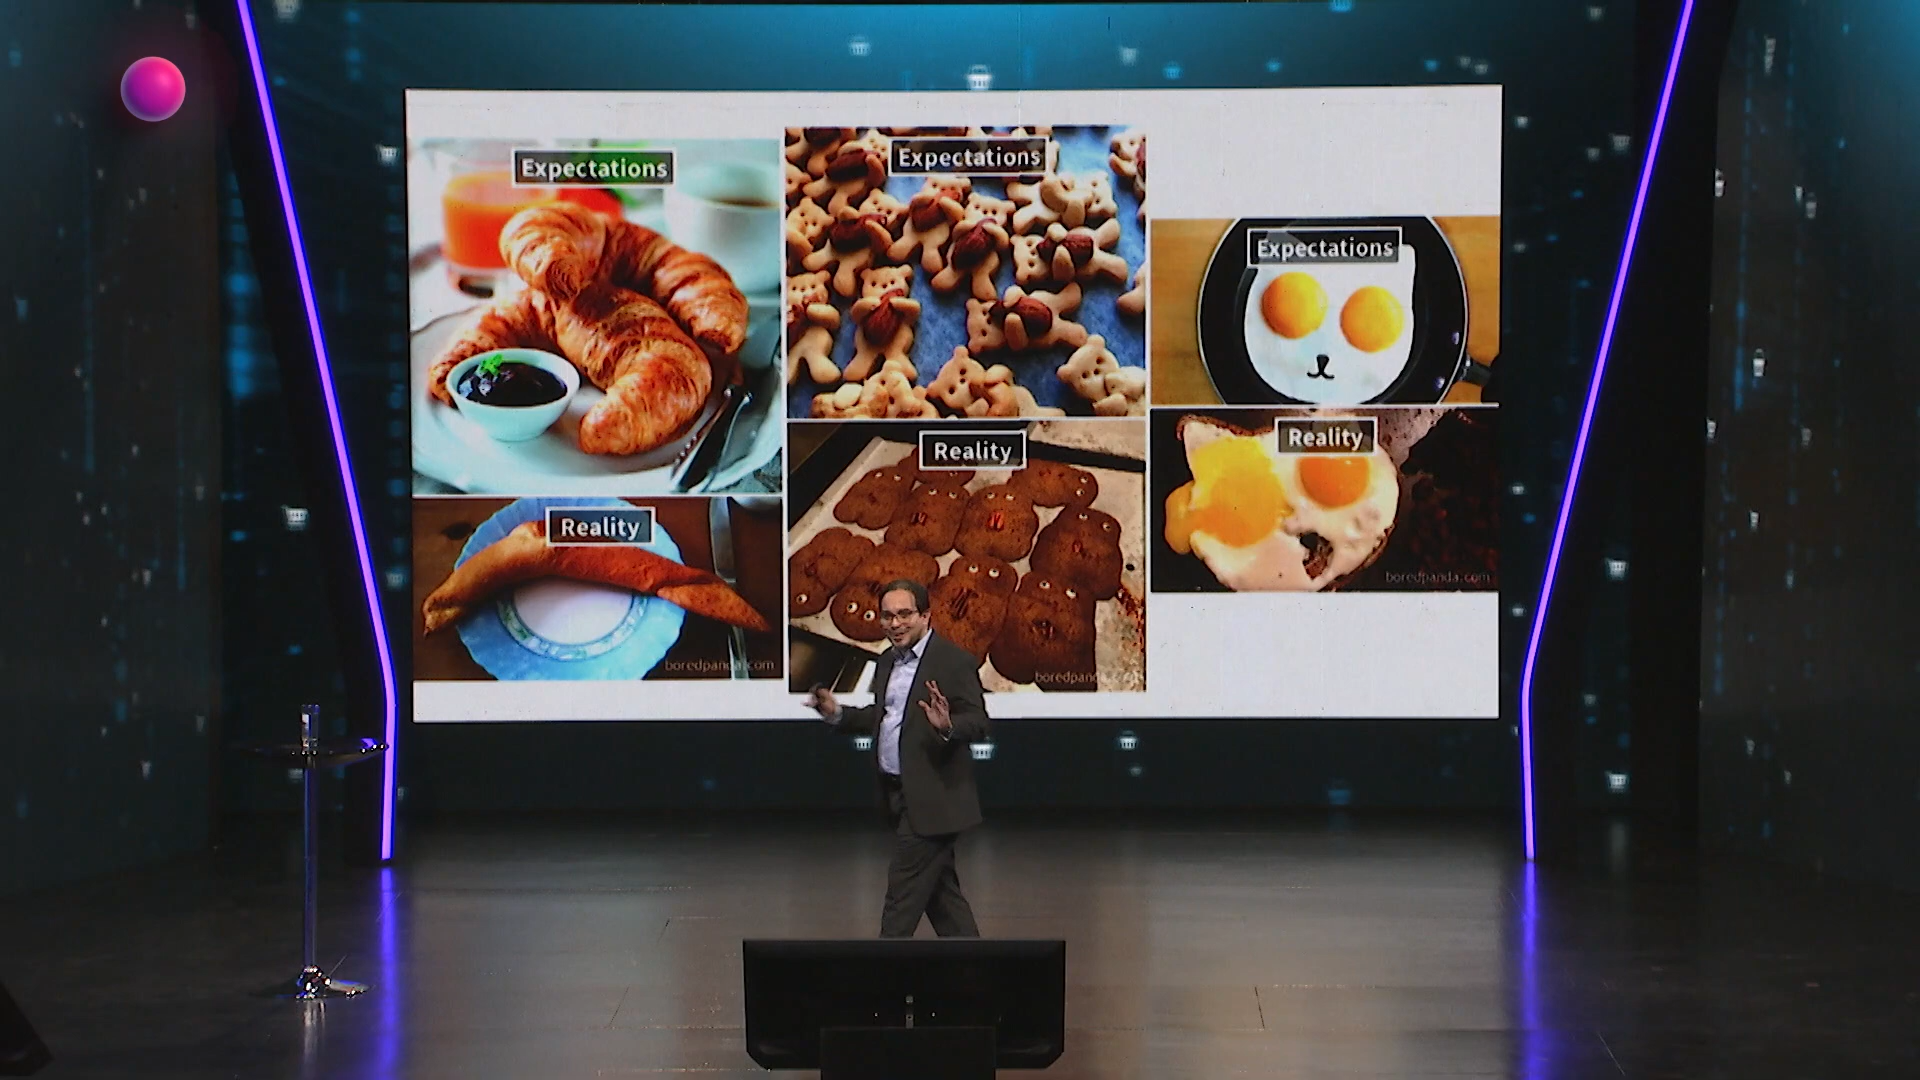 Expectations
Reality
boredpanda.com
Expectations
Reality
Expectations
Reality
boredpanda.com